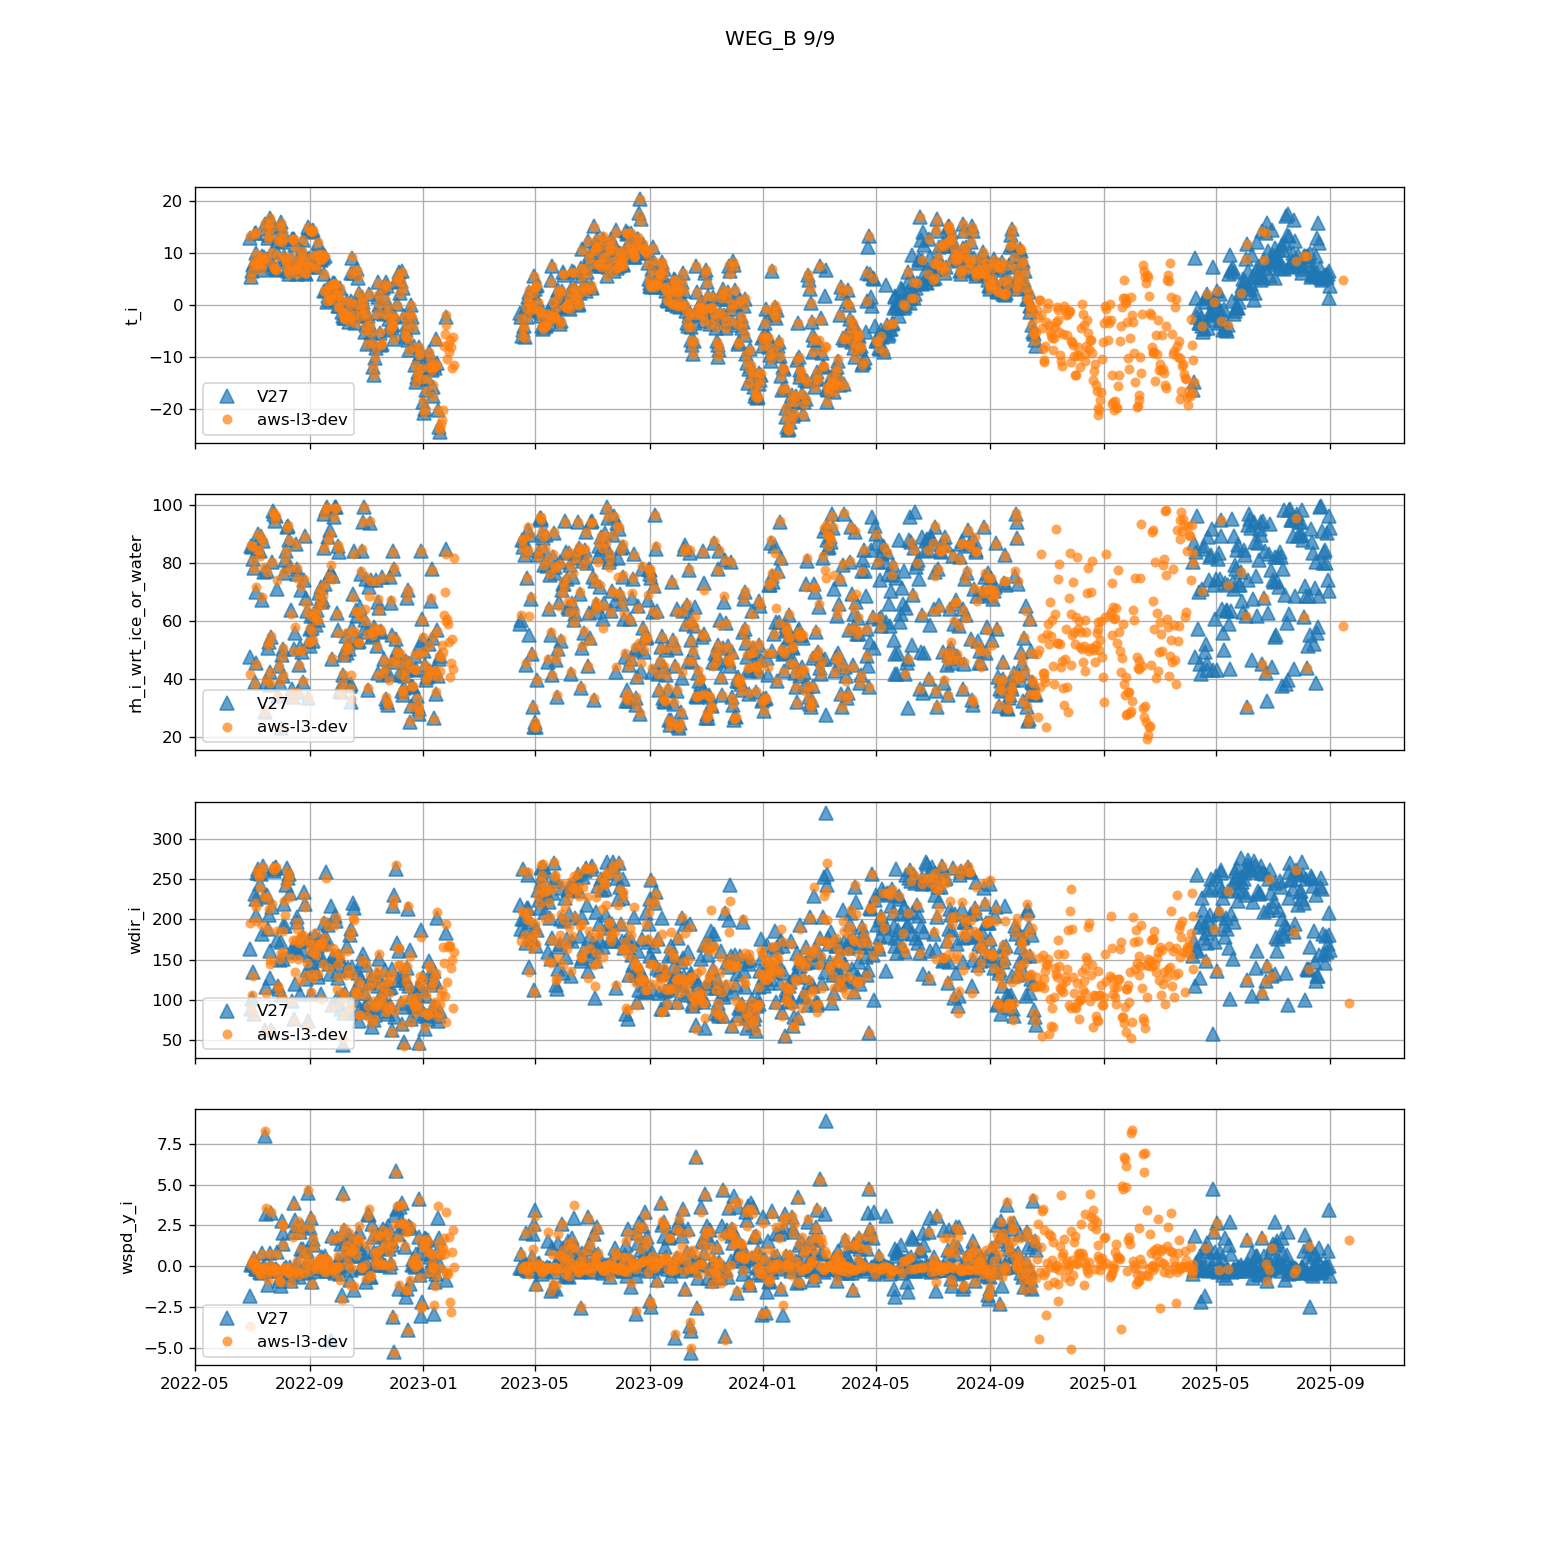 WEG_B 9/9
20
10
0
−10
−20
t_i
V27
aws-l3-dev
100
80
60
40
20
rh_i_wrt_ice_or_water
V27
aws-l3-dev
300
250
200
150
100
50
wdir_i
V27
aws-l3-dev
7.5
5.0
2.5
0.0
−2.5
−5.0
wspd_y_i
V27
aws-l3-dev
2022-05 2022-09 2023-01 2023-05 2023-09 2024-01 2024-05 2024-09 2025-01 2025-05 2025-09